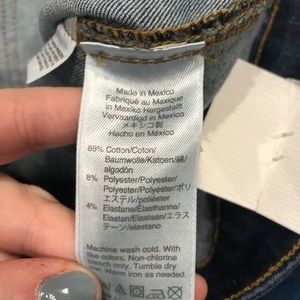 Made in Mexico
Fabriqué au Mexique
in Mexiko Hergestellt
Vervaardigd in Mexico
メキシコ製
Hecho en México
88% Cotton/Coton/
Baumwolle/Katoen/綿/
algodón
8% Polyester/Polyester/
Polyester/Polyester/ポリ
エステル/poliéster
4% Elastane/Élasthanne/
Elastan/Elastaan/エラス
テーン/elastano
Machine wash cold. With
like colors. Non-chlorine
bleach only. Tumble dry
low. Warm iron as needed.